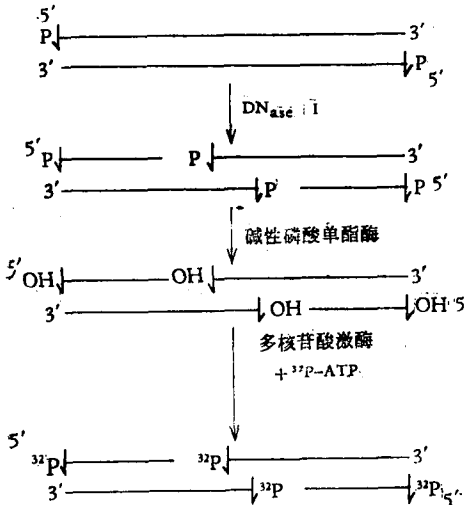 5′
P 3′
3′ P
5′
DNase I
5′P P 3′
3′ P P 5′
碱性磷酸单酯酶
5′OH OH 3′
3′ OH OH 5
多核苷酸激酶
+³²P-ATP
5′
³²P ³²P 3′
3′ ³²P ³²P 5′